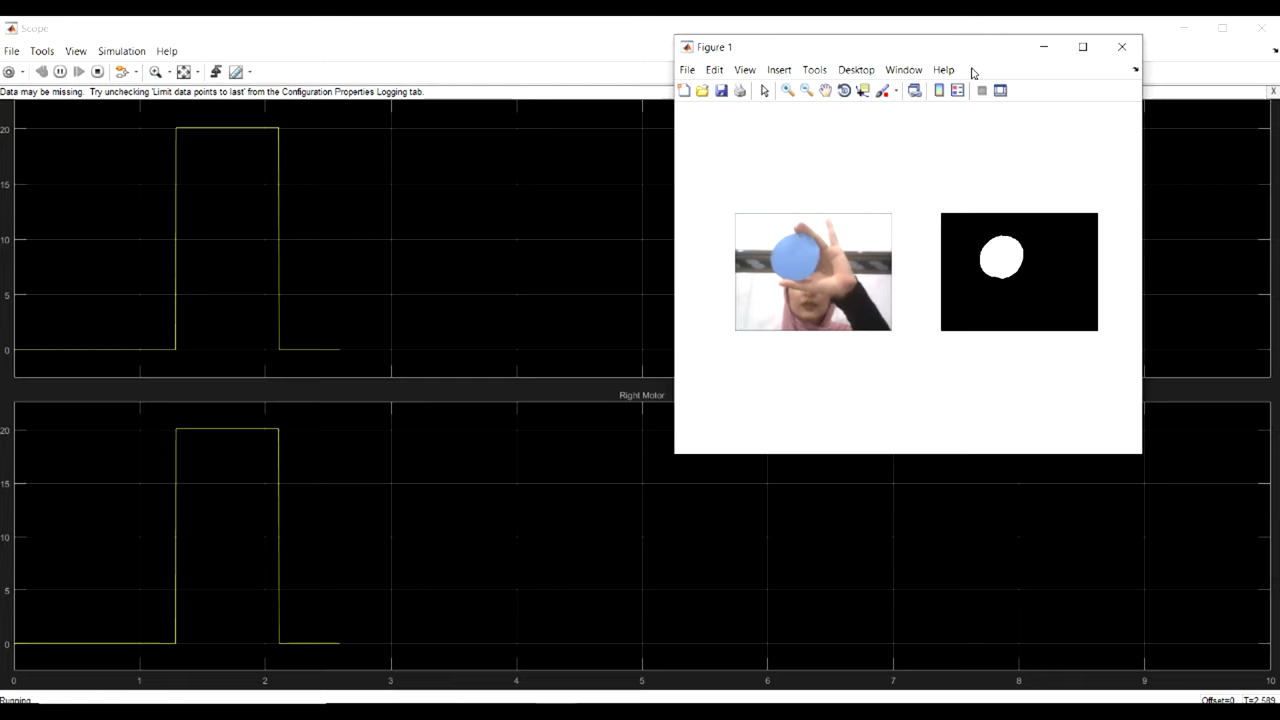 Scope
File Tools View Simulation Help
Data may be missing. Try unchecking 'Limit data points to last' from the Configuration Properties Logging tab.
X
20
15
10
5
0
Right Motor
20
15
10
5
0
0 1 2 3 4 5 6 7 8 9 10
Running
Offset=0 T=2.589
Figure 1
File Edit View Insert Tools Desktop Window Help